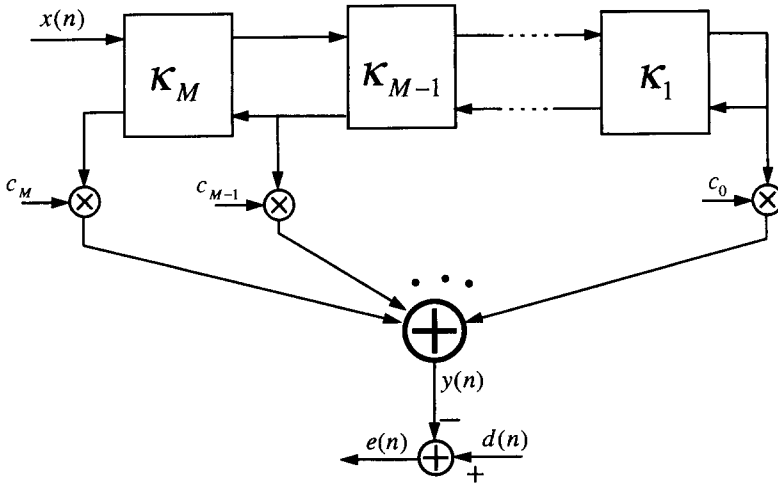 x(n)
κ_M
κ_{M−1}
κ_1
c_M
c_{M−1}
c_0
y(n)
−
e(n)
d(n)
+